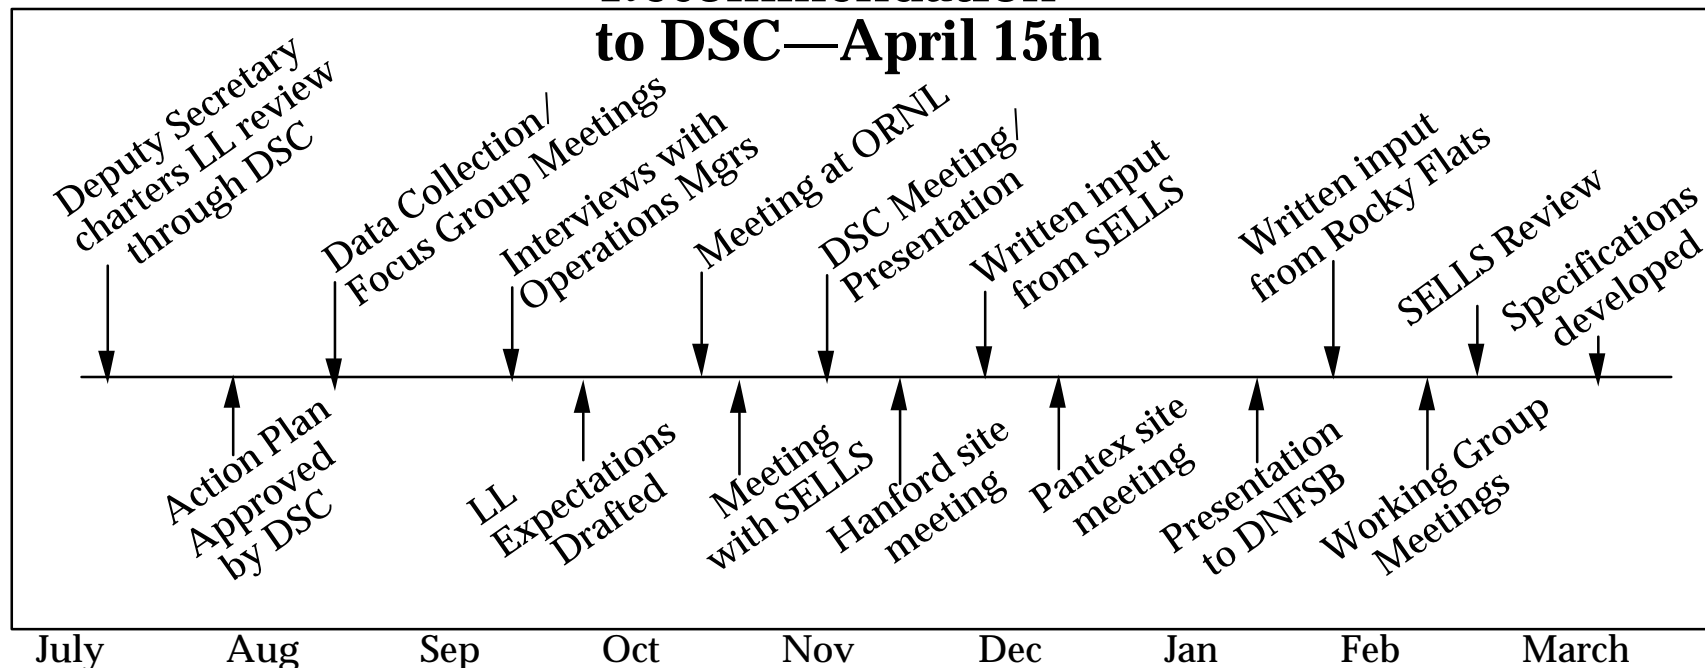 Recommendation
to DSC—April 15th
Deputy Secretary
charters LL review
through DSC
Data Collection/
Focus Group Meetings
Interviews with
Operations Mgrs
Meeting at ORNL
DSC Meeting/
Presentation
Written input
from SELLS
Written input
from Rocky Flats
SELLS Review
Specifications
developed
Action Plan
Approved
by DSC
LL
Expectations
Drafted
Meeting
with SELLS
Hanford site
meeting
Pantex site
meeting
Presentation
to DNFSB
Working Group
Meetings
July Aug Sep Oct Nov Dec Jan Feb March